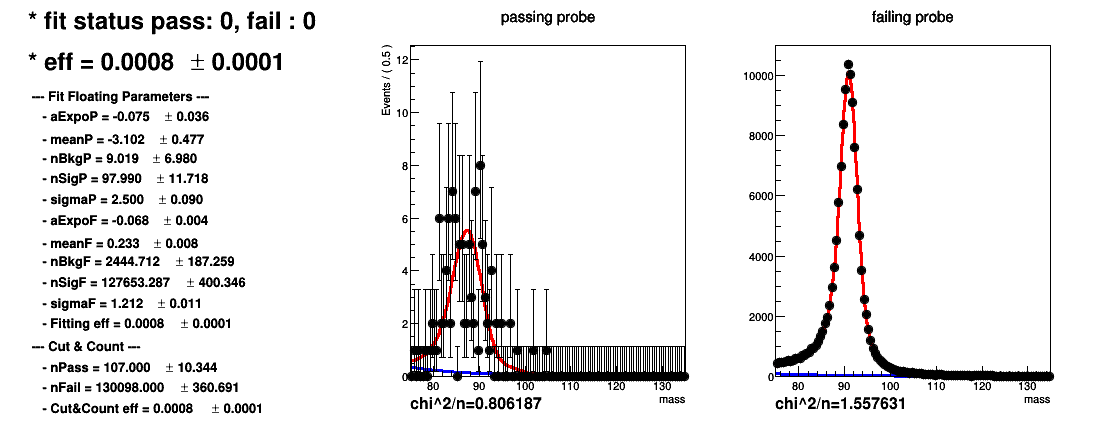 * fit status pass: 0, fail : 0
* eff = 0.0008 ± 0.0001
--- Fit Floating Parameters ---
- aExpoP = -0.075 ± 0.036
- meanP = -3.102 ± 0.477
- nBkgP = 9.019 ± 6.980
- nSigP = 97.990 ± 11.718
- sigmaP = 2.500 ± 0.090
- aExpoF = -0.068 ± 0.004
- meanF = 0.233 ± 0.008
- nBkgF = 2444.712 ± 187.259
- nSigF = 127653.287 ± 400.346
- sigmaF = 1.212 ± 0.011
- Fitting eff = 0.0008 ± 0.0001
--- Cut & Count ---
- nPass = 107.000 ± 10.344
- nFail = 130098.000 ± 360.691
- Cut&Count eff = 0.0008 ± 0.0001
passing probe
Events / ( 0.5 )
12
10
8
6
4
2
0
80 90 100 110 120 130
mass
chi^2/n=0.806187
failing probe
10000
8000
6000
4000
2000
0
80 90 100 110 120 130
mass
chi^2/n=1.557631